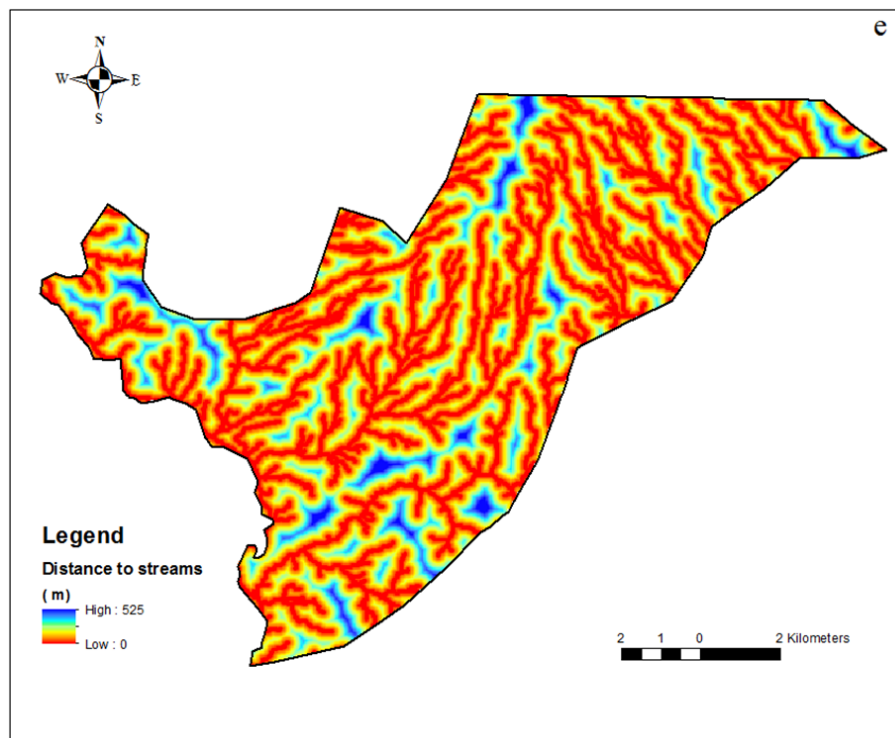 e
N
W E
S
Legend
Distance to streams
( m)
High : 525
Low : 0
2 1 0 2 Kilometers